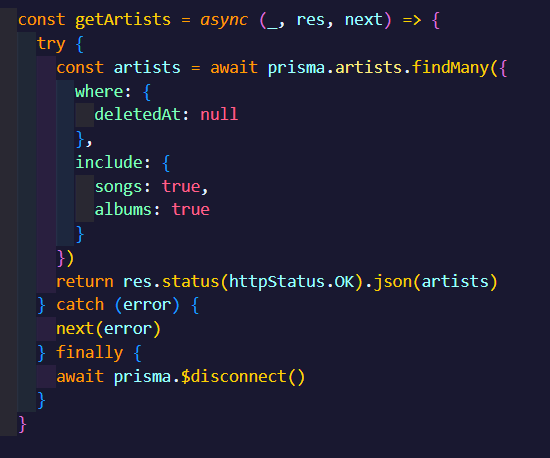 const getArtists = async (_, res, next) => {
  try {
    const artists = await prisma.artists.findMany({
      where: {
        deletedAt: null
      },
      include: {
        songs: true,
        albums: true
      }
    })
    return res.status(httpStatus.OK).json(artists)
  } catch (error) {
    next(error)
  } finally {
    await prisma.$disconnect()
  }
}